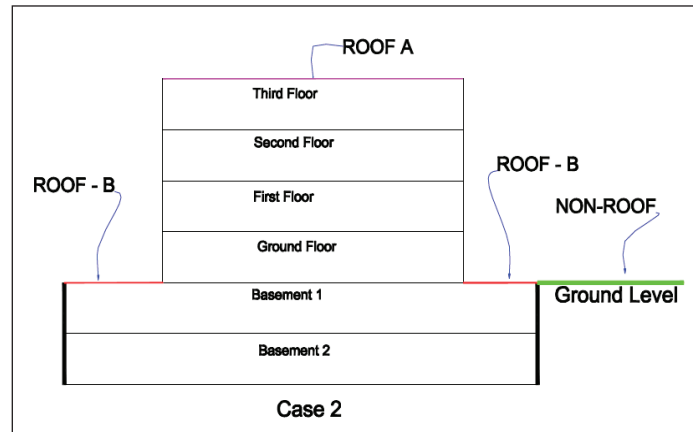 ROOF A
Third Floor
Second Floor
ROOF - B
ROOF - B
First Floor
NON-ROOF
Ground Floor
Basement 1
Ground Level
Basement 2
Case 2